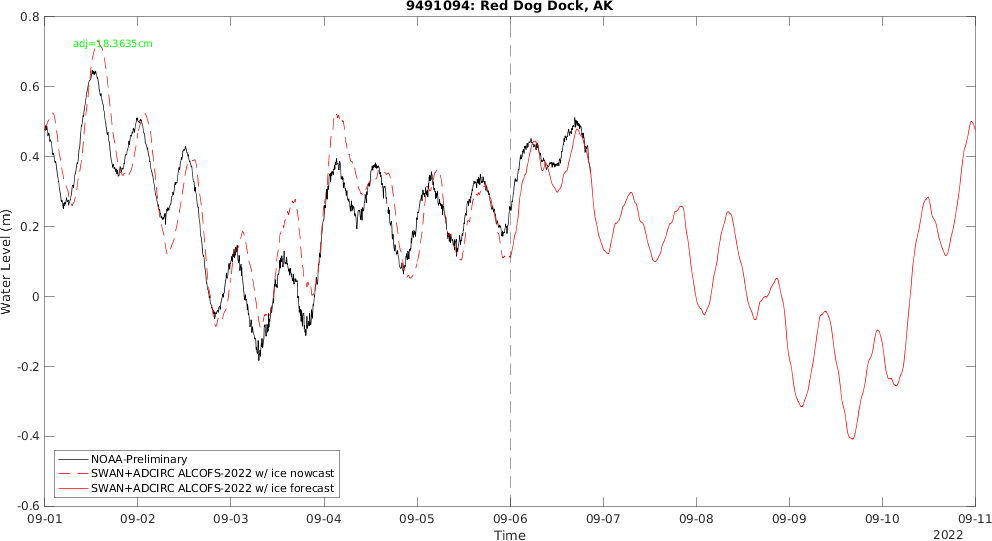 9491094: Red Dog Dock, AK
adj=18.3635cm
Water Level (m)
0.8
0.6
0.4
0.2
0
-0.2
-0.4
-0.6
NOAA-Preliminary
SWAN+ADCIRC ALCOFS-2022 w/ ice nowcast
SWAN+ADCIRC ALCOFS-2022 w/ ice forecast
09-01 09-02 09-03 09-04 09-05 09-06 09-07 09-08 09-09 09-10 09-11
Time
2022